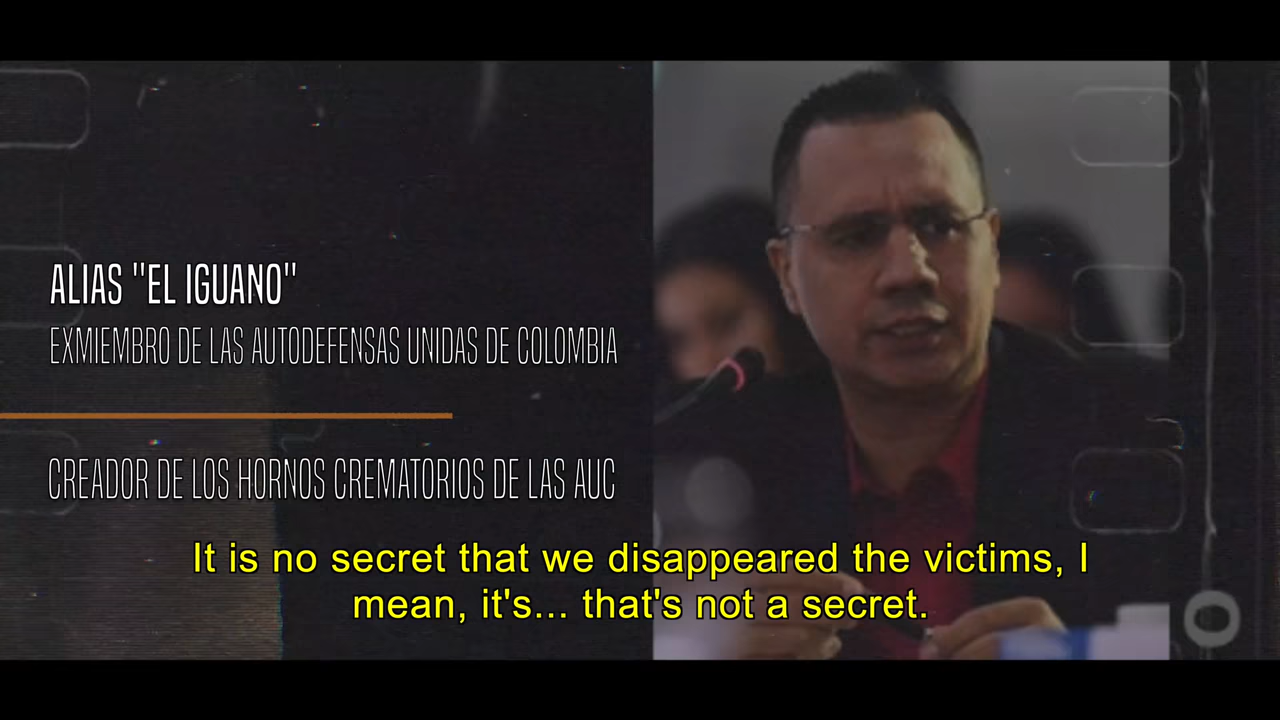 ALIAS "EL IGUANO"
EXMIEMBRO DE LAS AUTODEFENSAS UNIDAS DE COLOMBIA
CREADOR DE LOS HORNOS CREMATORIOS DE LAS AUC
It is no secret that we disappeared the victims, I
mean, it's... that's not a secret.